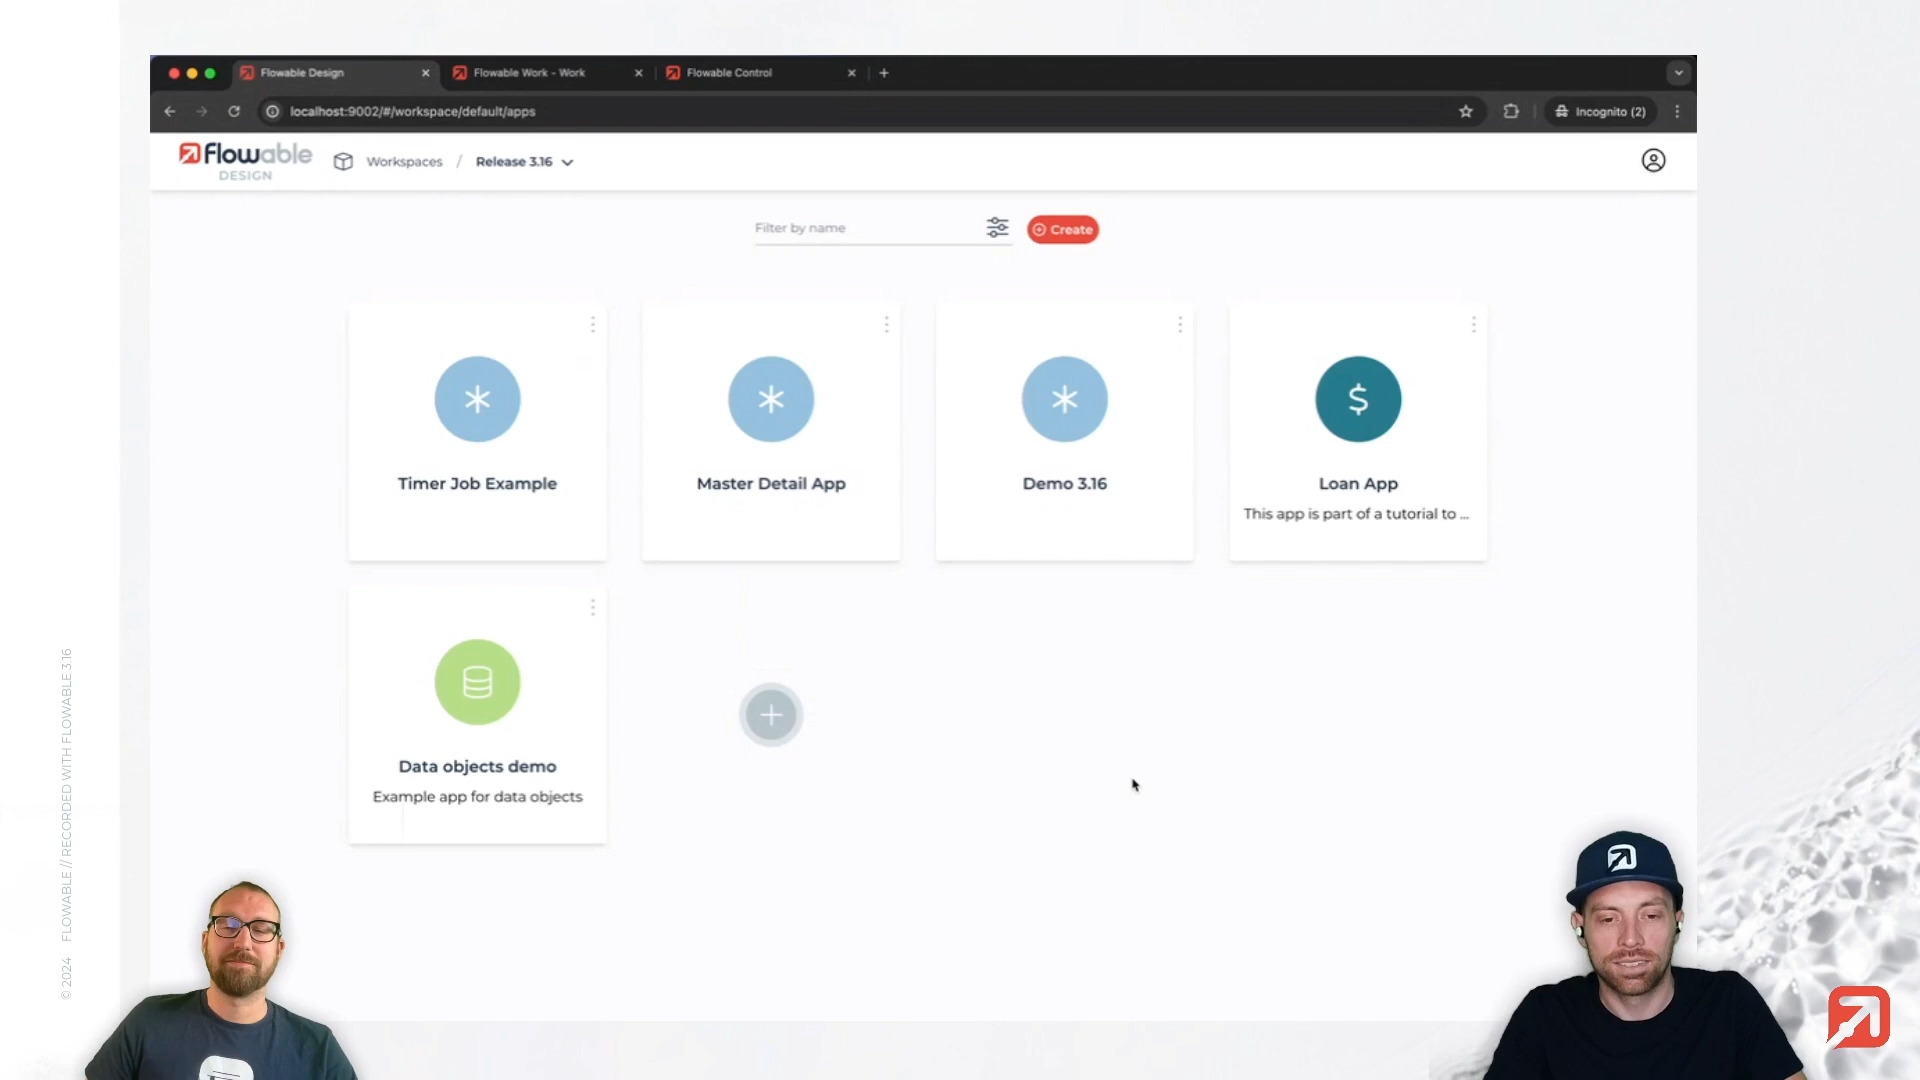 Flowable Design
Flowable Work - Work
Flowable Control
localhost:9002/#/workspace/default/apps
Incognito (2)
flowable
DESIGN
Workspaces / Release 3.16
Filter by name
Create
Timer Job Example
Master Detail App
Demo 3.16
Loan App
This app is part of a tutorial to ...
Data objects demo
Example app for data objects
© 2024 FLOWABLE // RECORDED WITH FLOWABLE 3.16